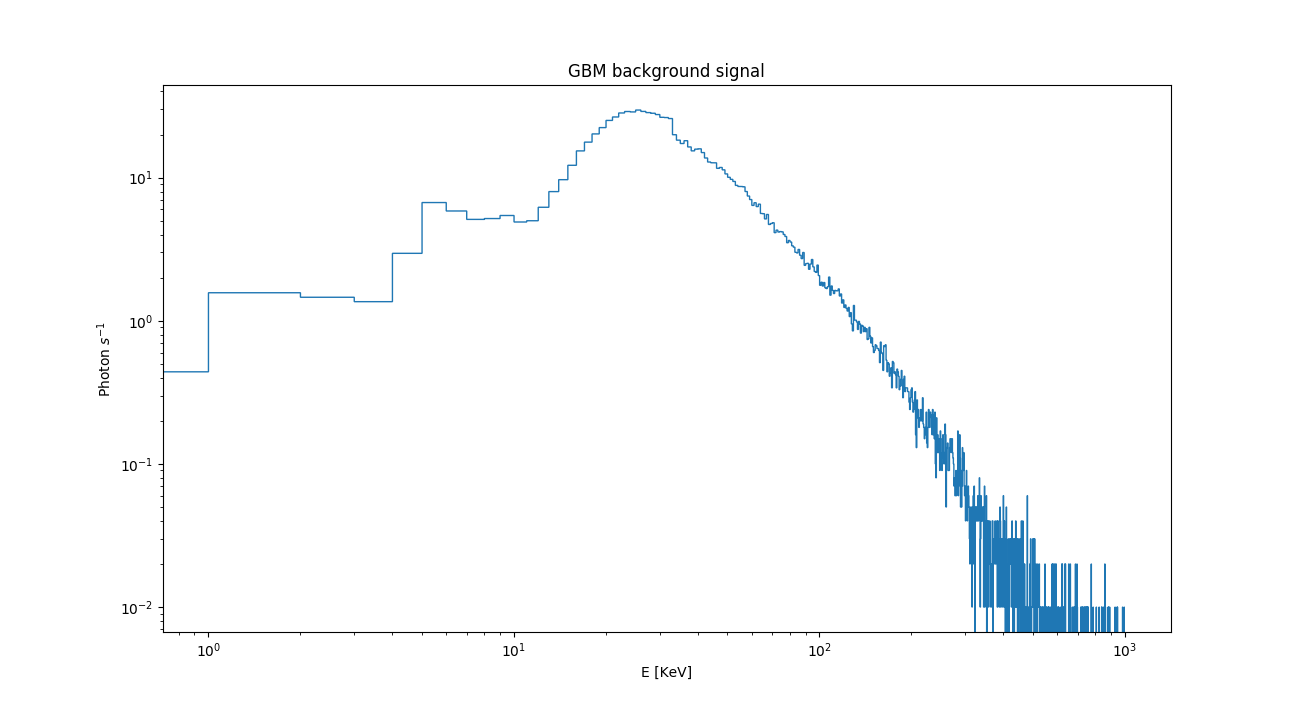 GBM background signal
Photon s⁻¹
10¹
10⁰
10⁻¹
10⁻²
10⁰ 10¹ 10² 10³
E [KeV]